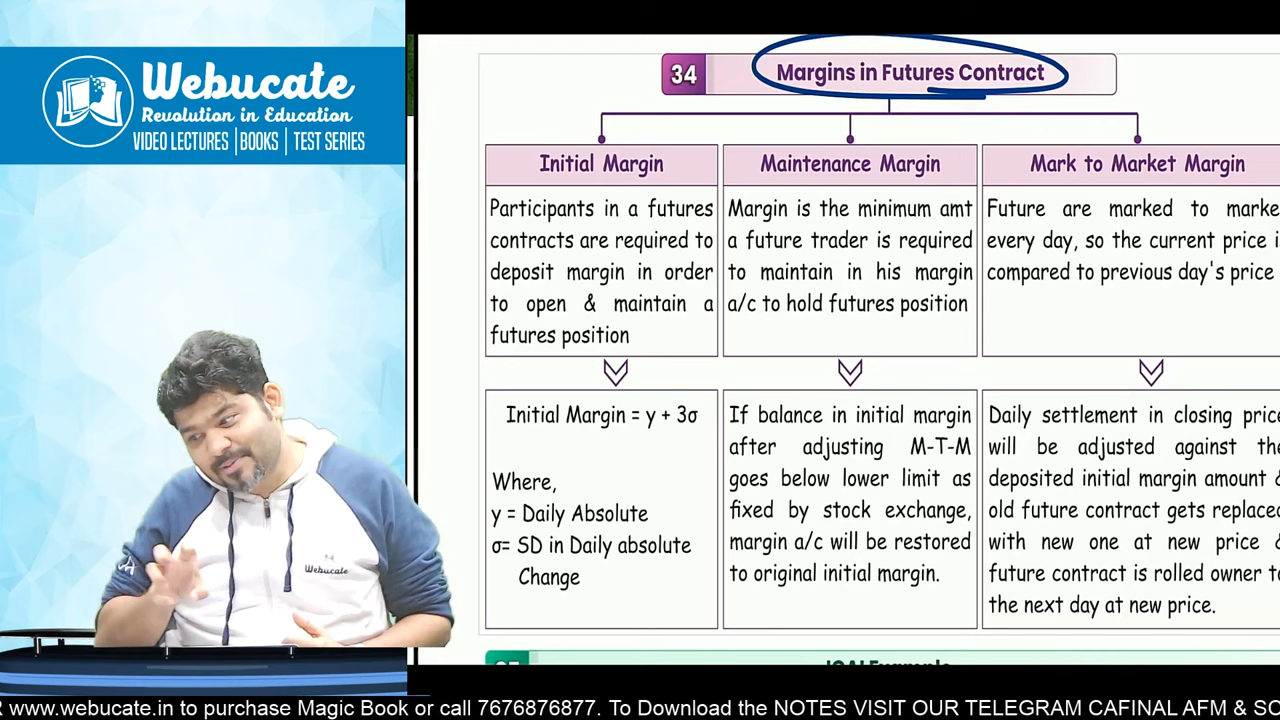 Webucate
Revolution in Education
VIDEO LECTURES | BOOKS | TEST SERIES
34
Margins in Futures Contract
Initial Margin
Participants in a futures
contracts are required to
deposit margin in order
to open & maintain a
futures position
Initial Margin = y + 3σ
Where,
y = Daily Absolute
σ= SD in Daily absolute
Change
Maintenance Margin
Margin is the minimum amt
a future trader is required
to maintain in his margin
a/c to hold futures position
If balance in initial margin
after adjusting M-T-M
goes below lower limit as
fixed by stock exchange,
margin a/c will be restored
to original initial margin.
Mark to Market Margin
Future are marked to marke
every day, so the current price i
compared to previous day's price
Daily settlement in closing price
will be adjusted against the
deposited initial margin amount &
old future contract gets replaced
with new one at new price &
future contract is rolled owner to
the next day at new price.
Webucate
www.webucate.in to purchase Magic Book or call 7676876877. To Download the NOTES VISIT OUR TELEGRAM CAFINAL AFM & SC